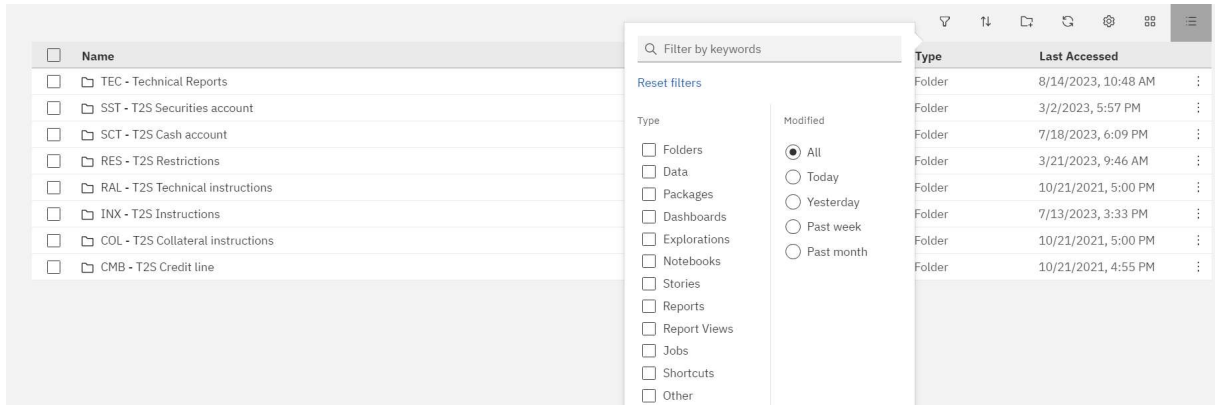 Filter by keywords
Reset filters
Type
Folders
Data
Packages
Dashboards
Explorations
Notebooks
Stories
Reports
Report Views
Jobs
Shortcuts
Other
Modified
All
Today
Yesterday
Past week
Past month
Name Type Last Accessed
TEC - Technical Reports Folder 8/14/2023, 10:48 AM
SST - T2S Securities account Folder 3/2/2023, 5:57 PM
SCT - T2S Cash account Folder 7/18/2023, 6:09 PM
RES - T2S Restrictions Folder 3/21/2023, 9:46 AM
RAL - T2S Technical instructions Folder 10/21/2021, 5:00 PM
INX - T2S Instructions Folder 7/13/2023, 3:33 PM
COL - T2S Collateral instructions Folder 10/21/2021, 5:00 PM
CMB - T2S Credit line Folder 10/21/2021, 4:55 PM